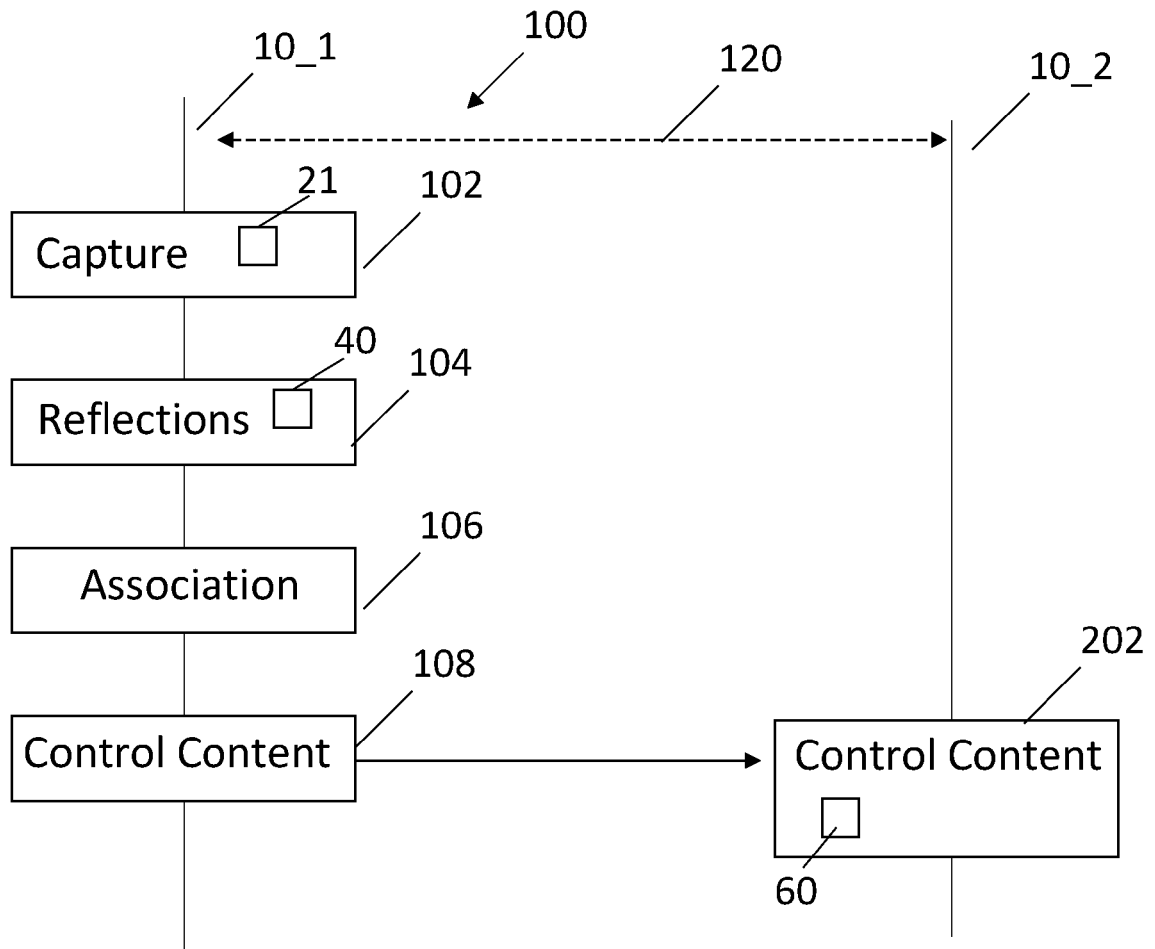 100
10_1
120
10_2
21
102
Capture
40
104
Reflections
106
Association
108
202
Control Content
Control Content
60